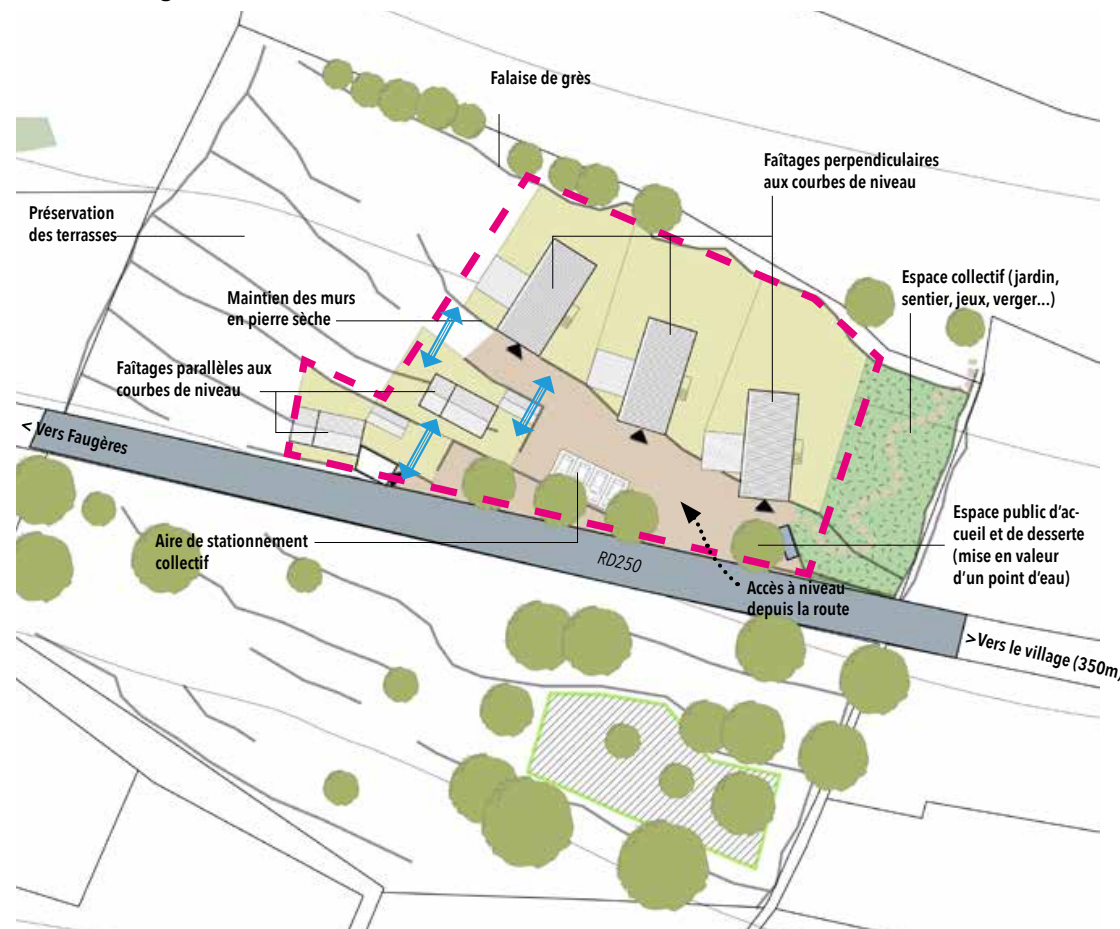 Falaise de grès
Faîtages perpendiculaires
aux courbes de niveau
Préservation
des terrasses
Espace collectif (jardin,
sentier, jeux, verger...)
Maintien des murs
en pierre sèche
Faîtages parallèles aux
courbes de niveau
< Vers Faugères
Espace public d'ac-
cueil et de desserte
(mise en valeur
d'un point d'eau)
Aire de stationnement
collectif
RD250
Accès à niveau
depuis la route
>Vers le village (350m)